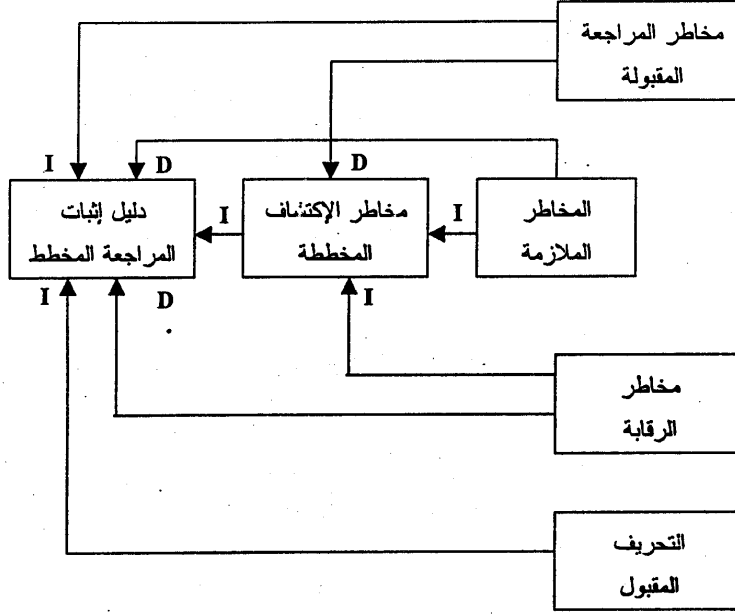 مخاطر المراجعة
المقبولة
I
D
D
دليل إثبات
المراجعة المخطط
I
مخاطر الإكتشاف
المخططة
I
المخاطر
الملازمة
I
D
I
مخاطر
الرقابة
التحريف
المقبول